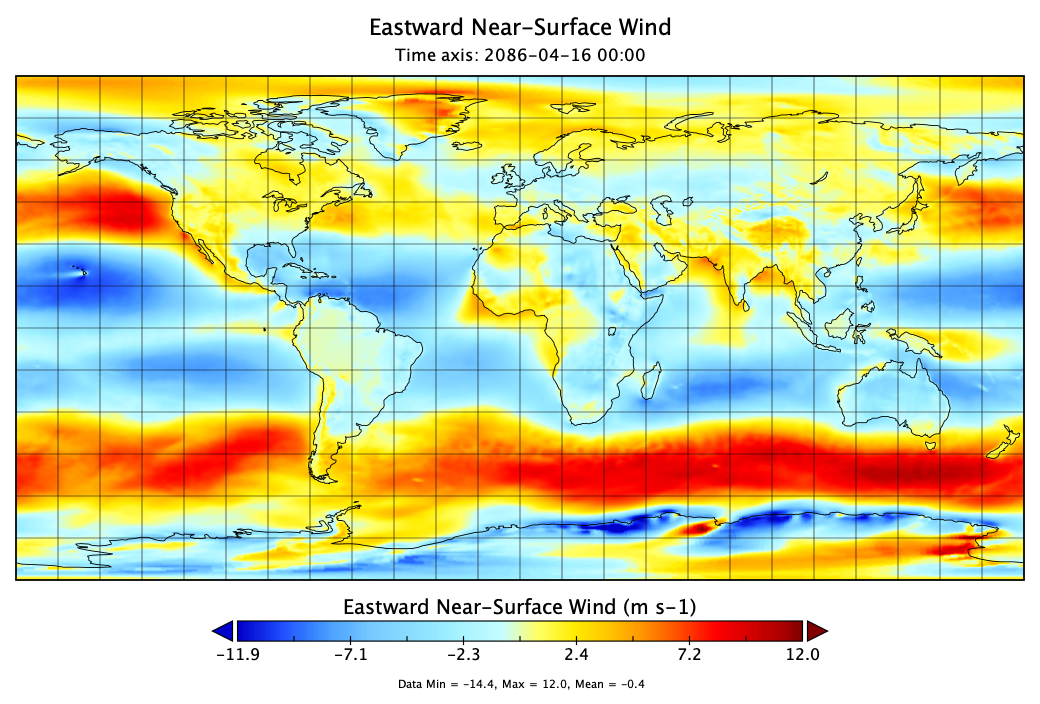 Eastward Near-Surface Wind
Time axis: 2086-04-16 00:00
Eastward Near-Surface Wind (m s-1)
-11.9 -7.1 -2.3 2.4 7.2 12.0
Data Min = -14.4, Max = 12.0, Mean = -0.4